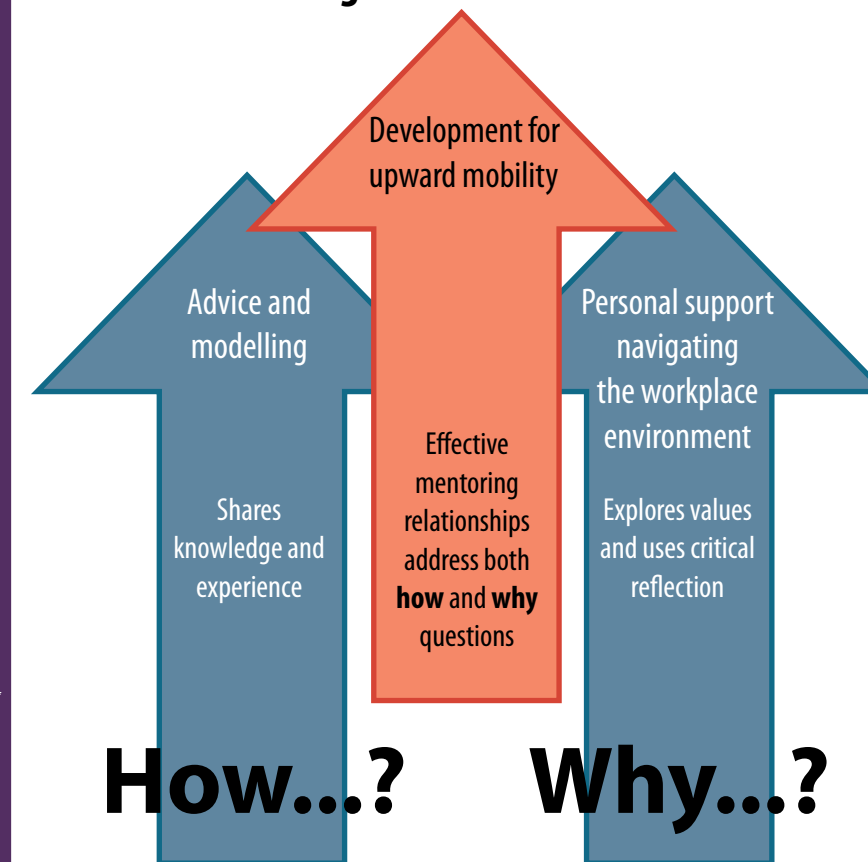 Development for
upward mobility
Advice and
modelling
Shares
knowledge and
experience
Effective
mentoring
relationships
address both
how and why
questions
Personal support
navigating
the workplace
environment
Explores values
and uses critical
reflection
How...?
Why...?